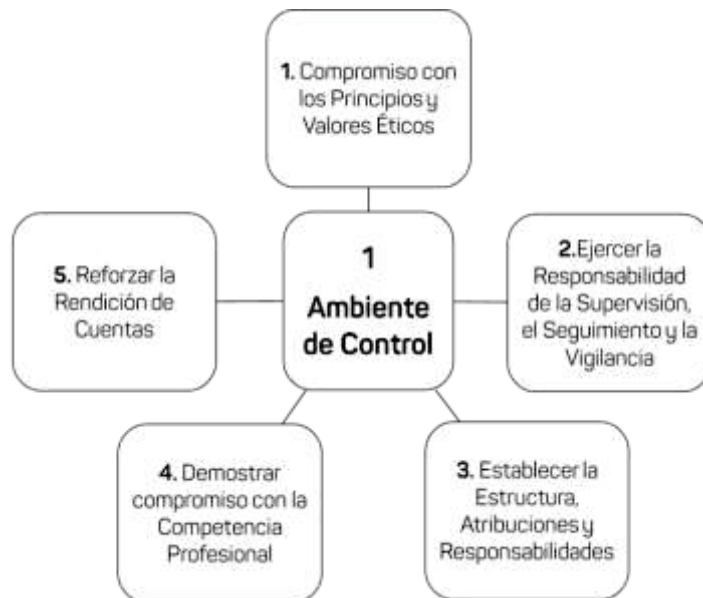 1. Compromiso con
los Principios y
Valores Éticos
5. Reforzar la
Rendición de
Cuentas
1
Ambiente
de Control
2.Ejercer la
Responsabilidad
de la Supervisión,
el Seguimiento y la
Vigilancia
4. Demostrar
compromiso con la
Competencia
Profesional
3. Establecer la
Estructura,
Atribuciones y
Responsabilidades